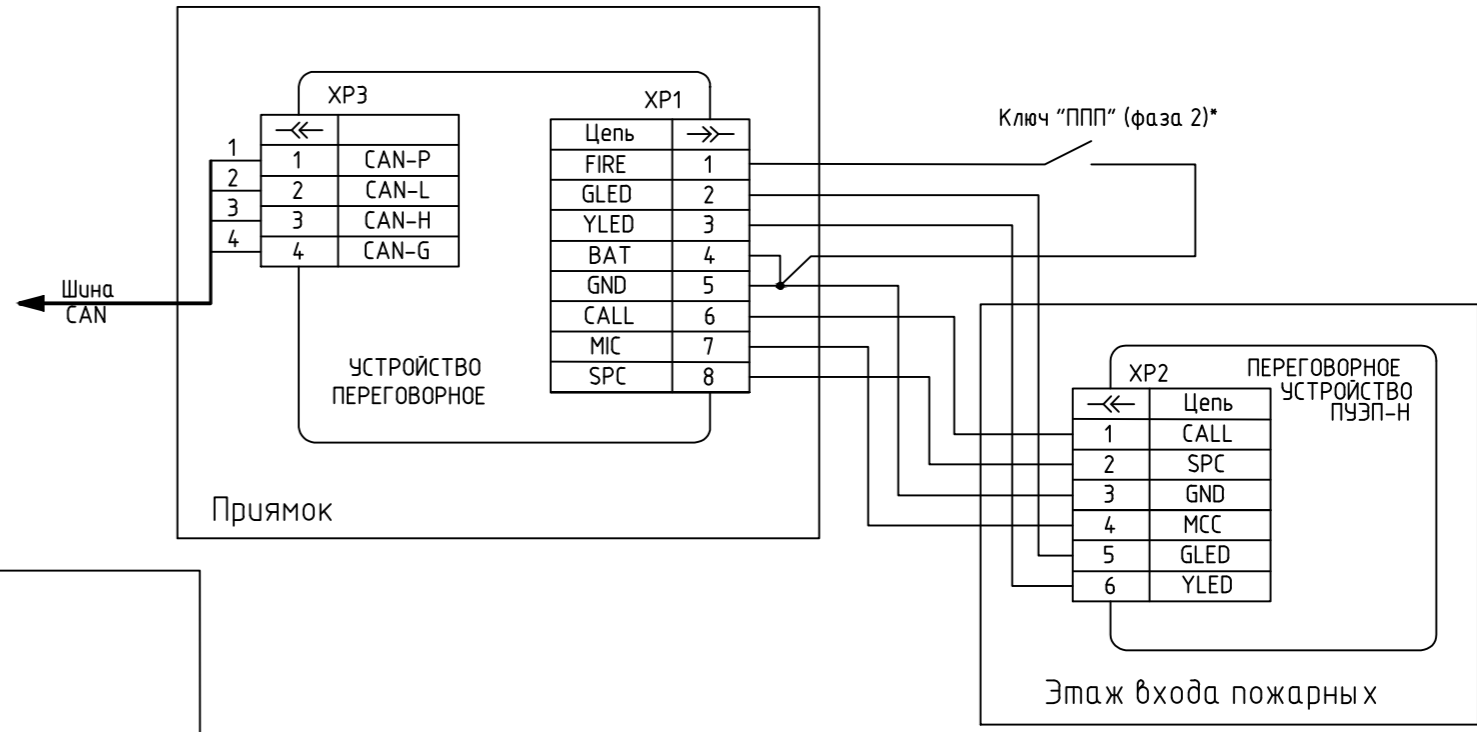 XP3
XP1
Ключ "ППП" (фаза 2)*
1
1 CAN-P
2
2 CAN-L
3
3 CAN-H
4
4 CAN-G
Цепь
FIRE 1
GLED 2
YLED 3
BAT 4
GND 5
CALL 6
MIC 7
SPC 8
Шина
CAN
УСТРОЙСТВО
ПЕРЕГОВОРНОЕ
Приямок
XP2
ПЕРЕГОВОРНОЕ
УСТРОЙСТВО
ПУЭП-Н
Цепь
1 CALL
2 SPC
3 GND
4 MCC
5 GLED
6 YLED
Этаж входа пожарных